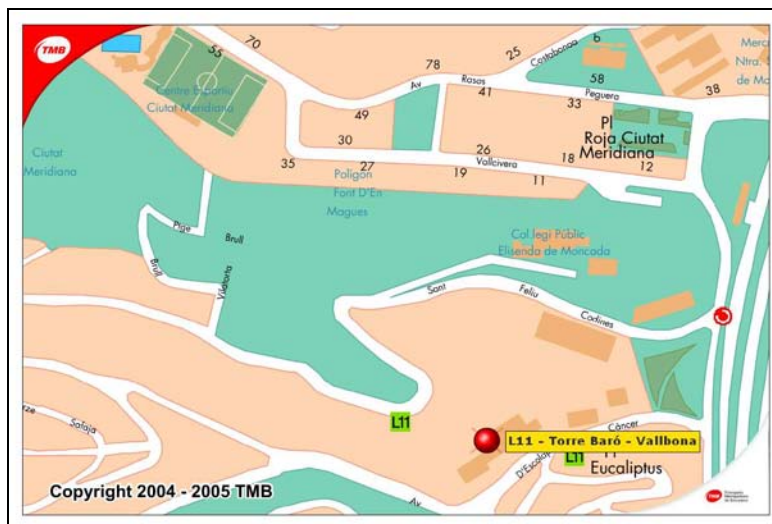 TMB
55
70
78
25
Costabona
6
Merc
Ntra. S
de Mo
Centre Esportiu
Ciutat Meridiana
Av
Rosas
41
58
Peguera
38
33
49
30
Pl
Roja Ciutat
Meridiana
26
Vallcivera
18
12
35
27
19
11
Ciutat
Meridiana
Polígon
Font D'En
Magues
Col.legi Públic
Elisenda de Moncada
Pige
Brull
Brull
Vilatorta
Sant
Feliu
Codines
L11
Safaja
Càncer
L11 - Torre Baró - Vallbona
L11
Eucaliptus
Copyright 2004 - 2005 TMB
Av
TMB